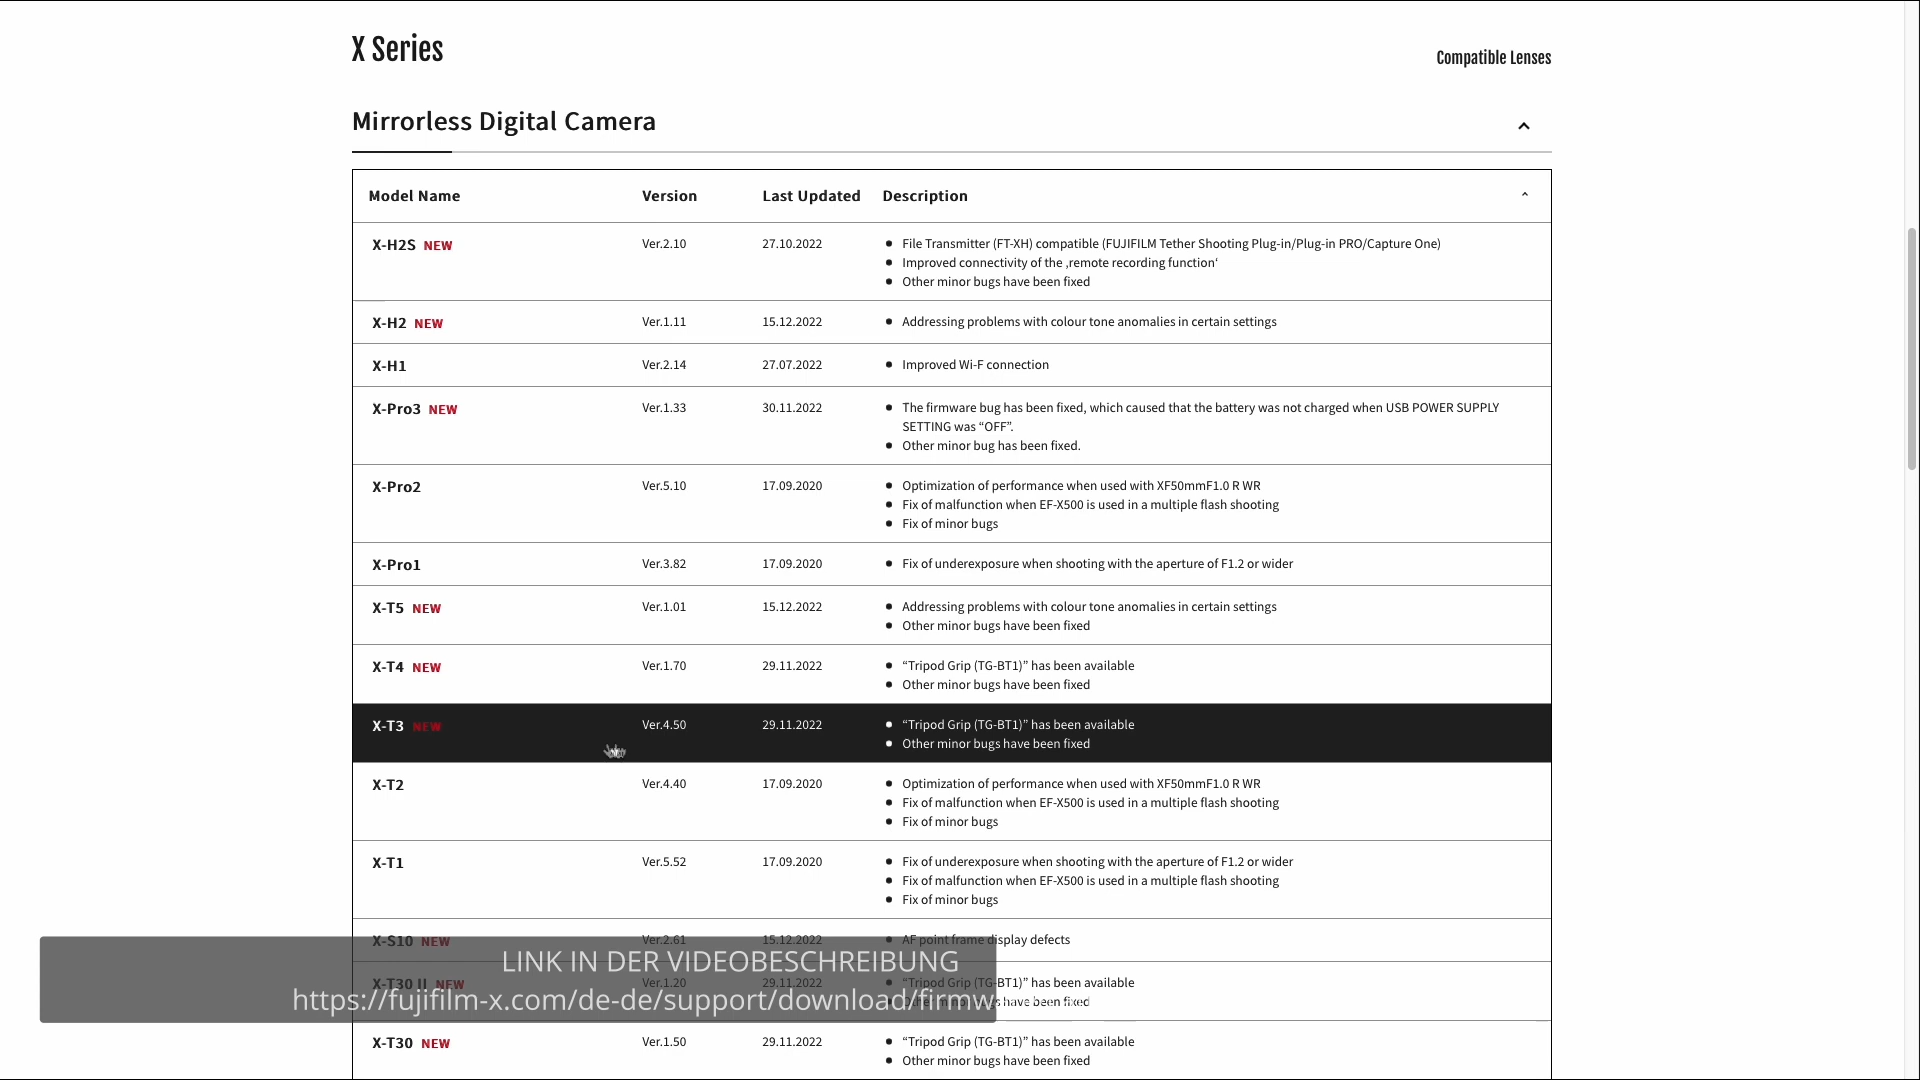 X Series
Compatible Lenses
Mirrorless Digital Camera
Model Name Version Last Updated Description
X-H2S NEW Ver.2.10 27.10.2022 • File Transmitter (FT-XH) compatible (FUJIFILM Tether Shooting Plug-in/Plug-in PRO/Capture One)
• Improved connectivity of the ‚remote recording function‘
• Other minor bugs have been fixed
X-H2 NEW Ver.1.11 15.12.2022 • Addressing problems with colour tone anomalies in certain settings
X-H1 Ver.2.14 27.07.2022 • Improved Wi-F connection
X-Pro3 NEW Ver.1.33 30.11.2022 • The firmware bug has been fixed, which caused that the battery was not charged when USB POWER SUPPLY
SETTING was “OFF”.
• Other minor bug has been fixed.
X-Pro2 Ver.5.10 17.09.2020 • Optimization of performance when used with XF50mmF1.0 R WR
• Fix of malfunction when EF-X500 is used in a multiple flash shooting
• Fix of minor bugs
X-Pro1 Ver.3.82 17.09.2020 • Fix of underexposure when shooting with the aperture of F1.2 or wider
X-T5 NEW Ver.1.01 15.12.2022 • Addressing problems with colour tone anomalies in certain settings
• Other minor bugs have been fixed
X-T4 NEW Ver.1.70 29.11.2022 • “Tripod Grip (TG-BT1)” has been available
• Other minor bugs have been fixed
X-T3 NEW Ver.4.50 29.11.2022 • “Tripod Grip (TG-BT1)” has been available
• Other minor bugs have been fixed
X-T2 Ver.4.40 17.09.2020 • Optimization of performance when used with XF50mmF1.0 R WR
• Fix of malfunction when EF-X500 is used in a multiple flash shooting
• Fix of minor bugs
X-T1 Ver.5.52 17.09.2020 • Fix of underexposure when shooting with the aperture of F1.2 or wider
• Fix of malfunction when EF-X500 is used in a multiple flash shooting
• Fix of minor bugs
X-S10 NEW Ver.2.61 15.12.2022 • AF point frame display defects
LINK IN DER VIDEOBESCHREIBUNG
X-T30 II NEW Ver.1.20 29.11.2022 • “Tripod Grip (TG-BT1)” has been available
https://fujifilm-x.com/de-de/support/download/firmw
• Other minor bugs have been fixed
X-T30 NEW Ver.1.50 29.11.2022 • “Tripod Grip (TG-BT1)” has been available
• Other minor bugs have been fixed